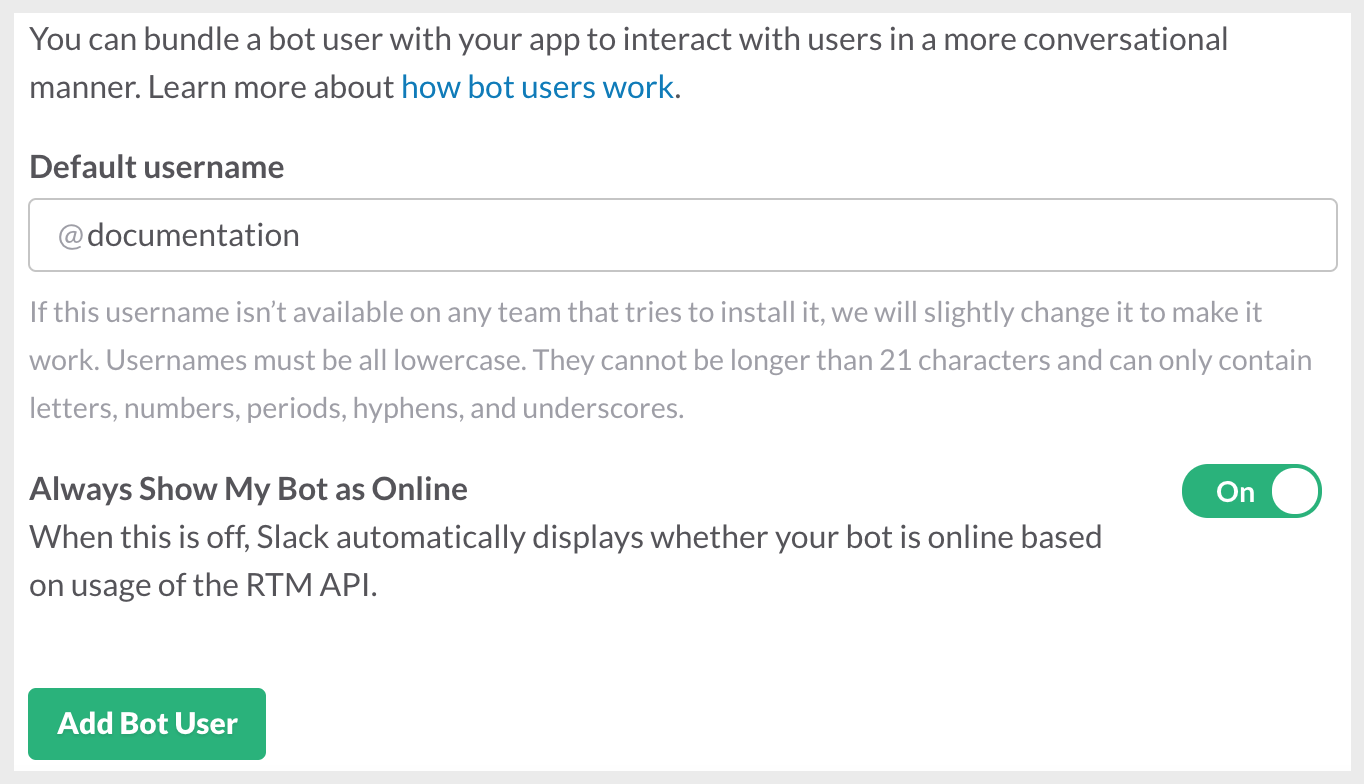 You can bundle a bot user with your app to interact with users in a more conversational
manner. Learn more about how bot users work.
Default username
@documentation
If this username isn’t available on any team that tries to install it, we will slightly change it to make it
work. Usernames must be all lowercase. They cannot be longer than 21 characters and can only contain
letters, numbers, periods, hyphens, and underscores.
Always Show My Bot as Online
On
When this is off, Slack automatically displays whether your bot is online based
on usage of the RTM API.
Add Bot User